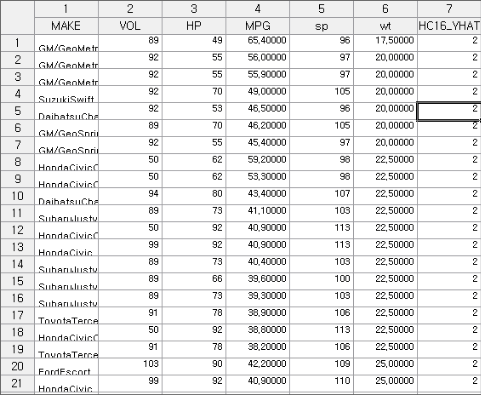 1 2 3 4 5 6 7
MAKE VOL HP MPG sp wt HC16_YHAT
1 GM/GeoMetr 89 49 65,40000 96 17,50000 2
2 GM/GeoMetr 92 55 56,00000 97 20,00000 2
3 GM/GeoMetr 92 55 55,90000 97 20,00000 2
4 SuzukiSwift 92 70 49,00000 105 20,00000 2
5 DaihatsuCha 92 53 46,50000 96 20,00000 2
6 GM/GeoSpri 89 70 46,20000 105 20,00000 2
7 GM/GeoSpri 92 55 45,40000 97 20,00000 2
8 HondaCivicC 50 62 59,20000 98 22,50000 2
9 HondaCivicC 50 62 53,30000 98 22,50000 2
10 DaihatsuCha 94 80 43,40000 107 22,50000 2
11 SubaruJusty 89 73 41,10000 103 22,50000 2
12 HondaCivicC 50 92 40,90000 113 22,50000 2
13 HondaCivic 99 92 40,90000 113 22,50000 2
14 SubaruJusty 89 73 40,40000 103 22,50000 2
15 SubaruJusty 89 66 39,60000 100 22,50000 2
16 SubaruJusty 89 73 39,30000 103 22,50000 2
17 ToyotaTerce 91 78 38,90000 106 22,50000 2
18 HondaCivicC 50 92 38,80000 113 22,50000 2
19 ToyotaTerce 91 78 38,20000 106 22,50000 2
20 FordEscort 103 90 42,20000 109 25,00000 2
21 HondaCivic 99 92 40,90000 110 25,00000 2